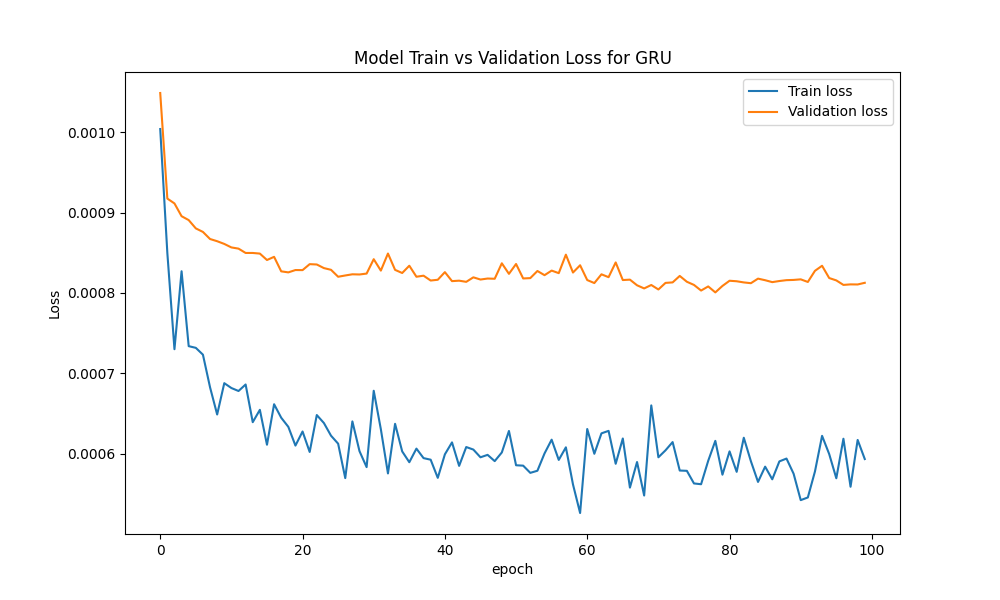 Model Train vs Validation Loss for GRU
Train loss
Validation loss
0.0010
0.0009
0.0008
0.0007
0.0006
Loss
0
20
40
60
80
100
epoch